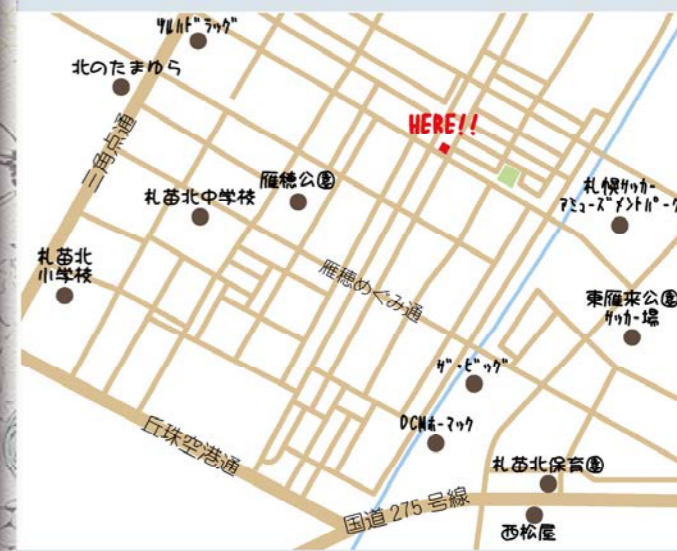 ツルハドラッグ
北のたまゆら
HERE!!
三角点通
札苗北中学校
雁穂公園
札幌サッカー
アミューズメントパーク
札苗北
小学校
雁穂めぐみ通
東雁来公園
サッカー場
ザ・ビッグ
DCMホーマック
丘珠空港通
札苗北保育園
国道275号線
西松屋